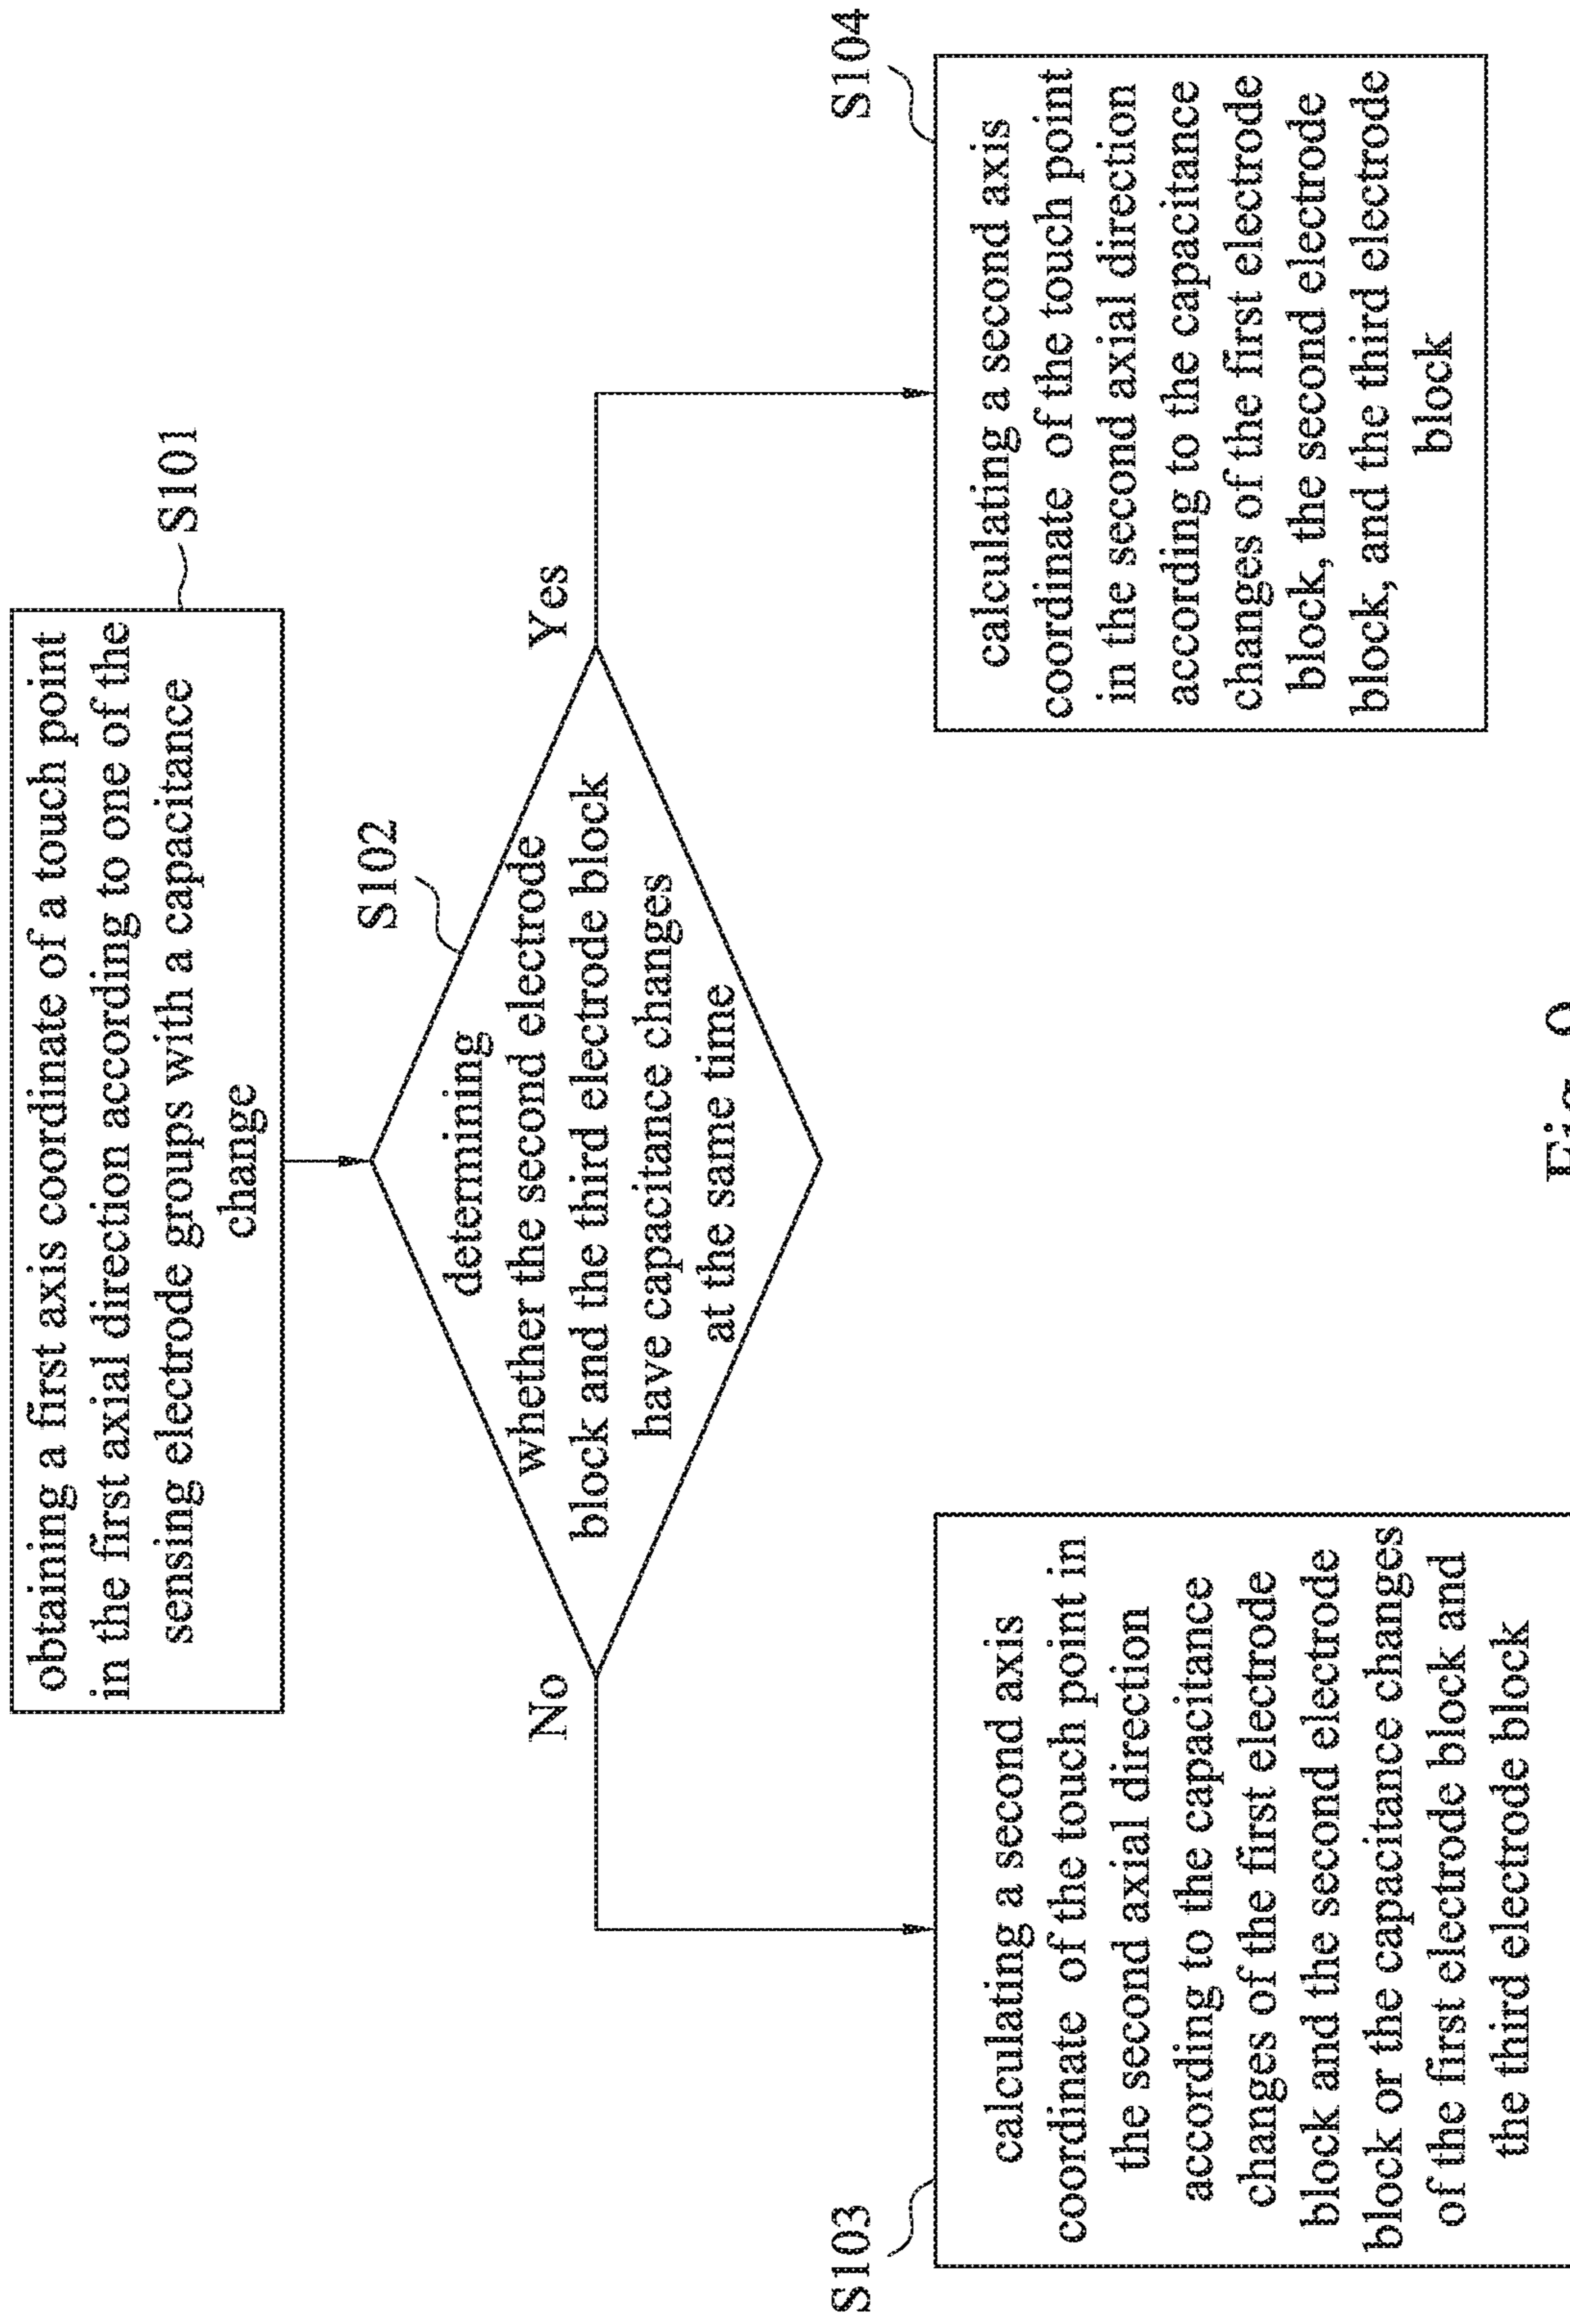 obtaining a first axis coordinate of a touch point
in the first axial direction according to one of the
sensing electrode groups with a capacitance
change
S101
S102
determining
whether the second electrode
block and the third electrode block
have capacitance changes
at the same time
No
Yes
S103
calculating a second axis
coordinate of the touch point in
the second axial direction
according to the capacitance
changes of the first electrode
block and the second electrode
block or the capacitance changes
of the first electrode block and
the third electrode block
S104
calculating a second axis
coordinate of the touch point
in the second axial direction
according to the capacitance
changes of the first electrode
block, the second electrode
block, and the third electrode
block
Fig.